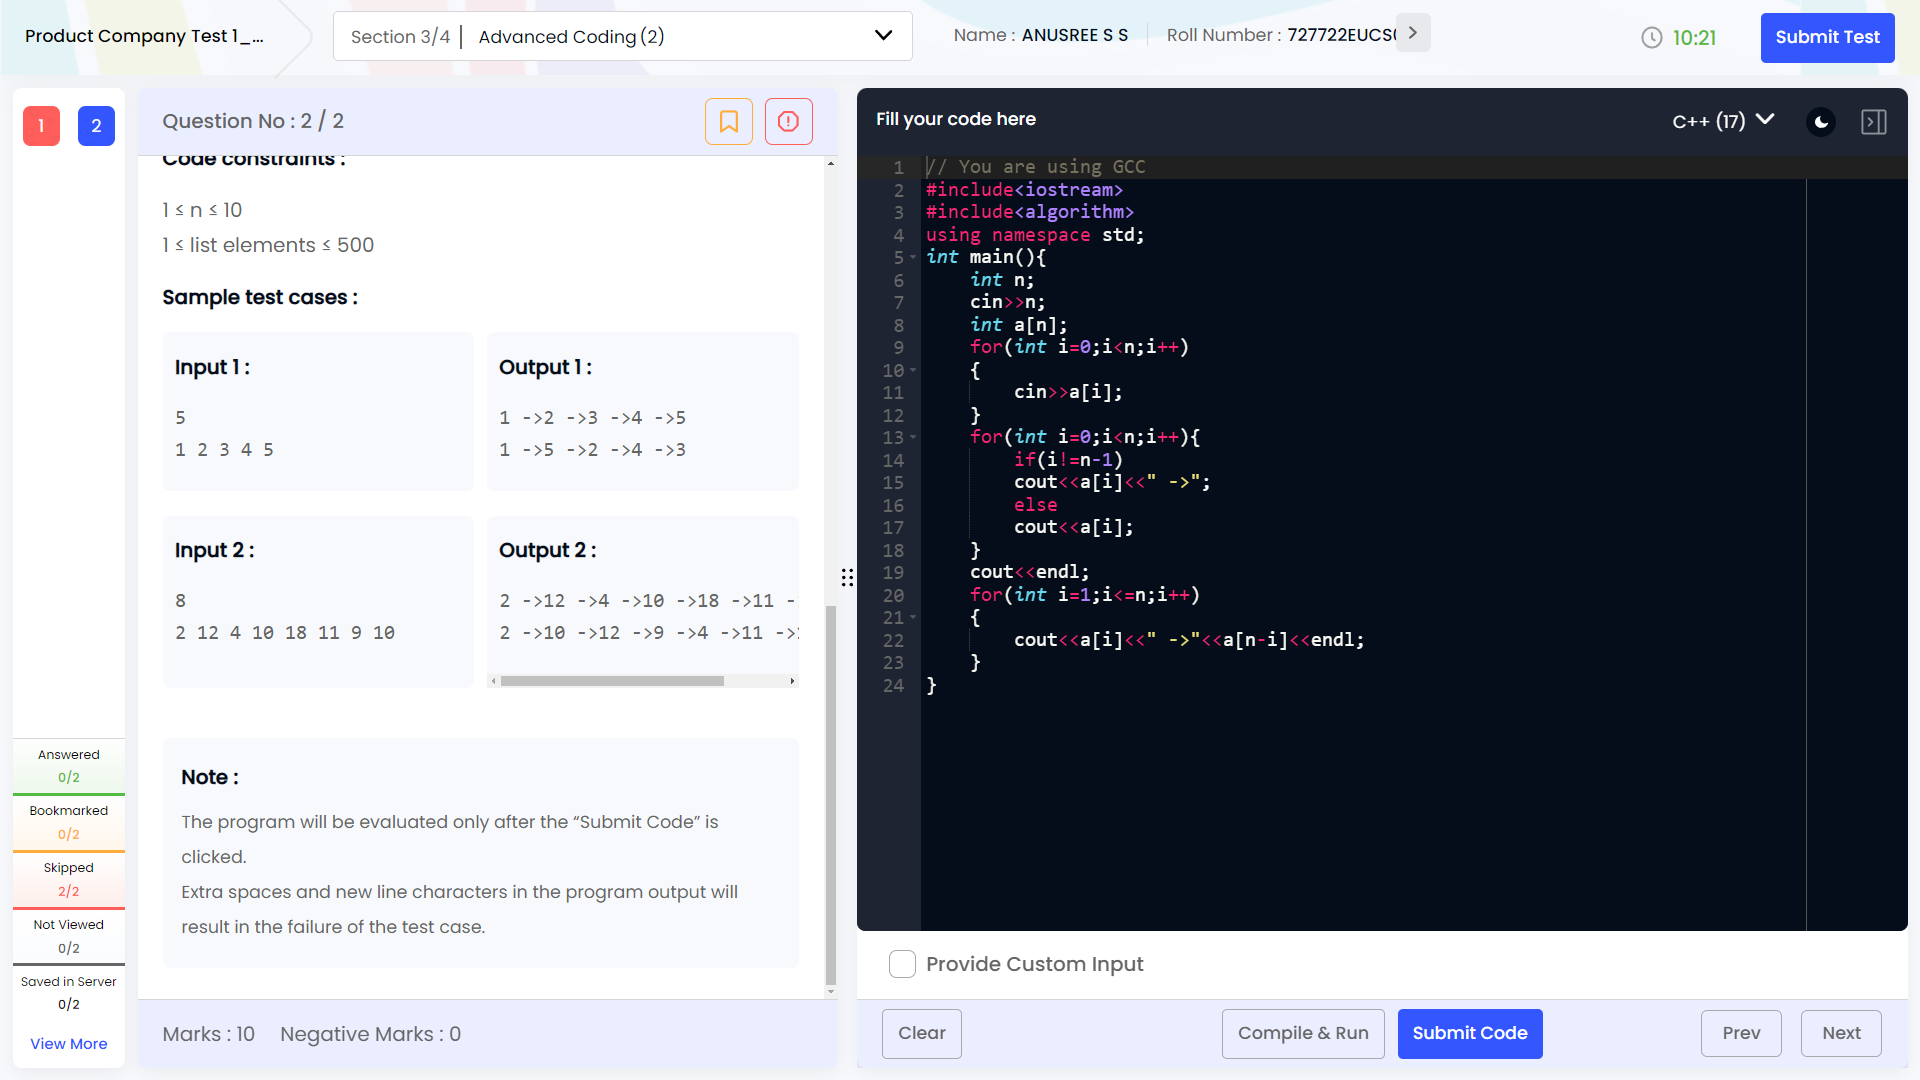 Product Company Test 1_...
Section 3/4 | Advanced Coding (2)
Name : ANUSREE S S
Roll Number : 727722EUCS
10:21
Submit Test
1
2
Question No : 2 / 2
Code constraints :
1 ≤ n ≤ 10
1 ≤ list elements ≤ 500
Sample test cases :
Input 1 :
5
1 2 3 4 5
Output 1 :
1 ->2 ->3 ->4 ->5
1 ->5 ->2 ->4 ->3
Input 2 :
8
2 12 4 10 18 11 9 10
Output 2 :
2 ->12 ->4 ->10 ->18 ->11 -
2 ->10 ->12 ->9 ->4 ->11 ->
Note :
The program will be evaluated only after the “Submit Code” is
clicked.
Extra spaces and new line characters in the program output will
result in the failure of the test case.
Marks : 10
Negative Marks : 0
Answered
0/2
Bookmarked
0/2
Skipped
2/2
Not Viewed
0/2
Saved in Server
0/2
View More
Fill your code here
C++ (17)
1 // You are using GCC
2 #include<iostream>
3 #include<algorithm>
4 using namespace std;
5 int main(){
6     int n;
7     cin>>n;
8     int a[n];
9     for(int i=0;i<n;i++)
10     {
11         cin>>a[i];
12     }
13     for(int i=0;i<n;i++){
14         if(i!=n-1)
15         cout<<a[i]<<" ->";
16         else
17         cout<<a[i];
18     }
19     cout<<endl;
20     for(int i=1;i<=n;i++)
21     {
22         cout<<a[i]<<" ->"<<a[n-i]<<endl;
23     }
24 }
Provide Custom Input
Clear
Compile & Run
Submit Code
Prev
Next